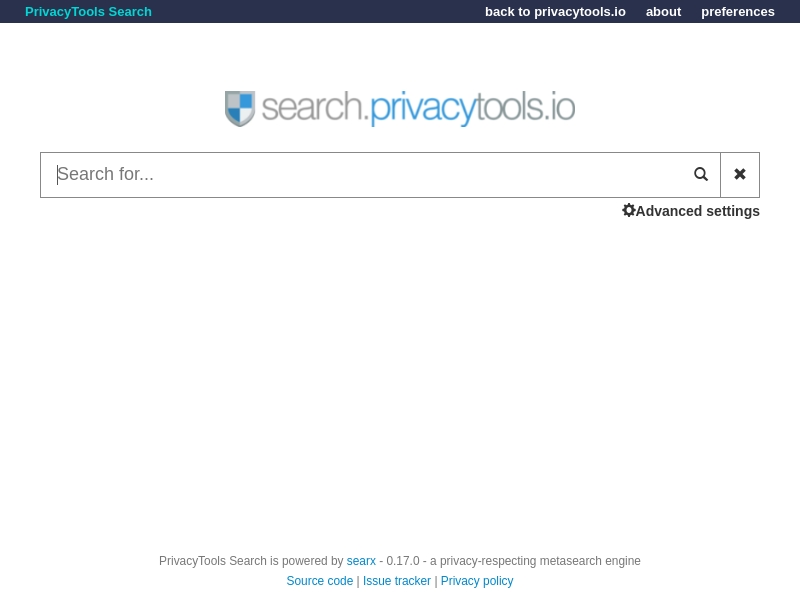 PrivacyTools Search back to privacytools.io about preferences
search.privacytools.io
Search for...
Advanced settings
PrivacyTools Search is powered by searx - 0.17.0 - a privacy-respecting metasearch engine
Source code | Issue tracker | Privacy policy